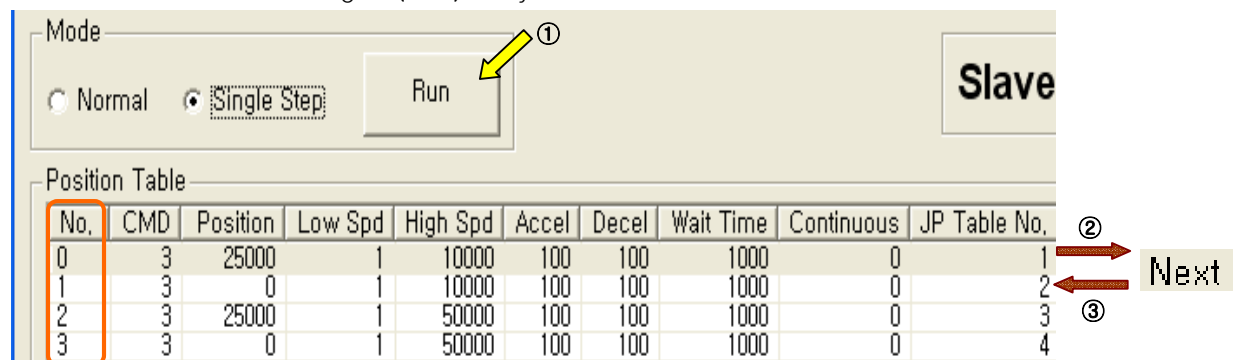 Mode
①
Normal Single Step Run
Slave
Position Table
No, CMD Position Low Spd High Spd Accel Decel Wait Time Continuous JP Table No,
②
0 3 25000 1 10000 100 100 1000 0 1
Next
1 3 0 1 10000 100 100 1000 0 2
③
2 3 25000 1 50000 100 100 1000 0 3
3 3 0 1 50000 100 100 1000 0 4